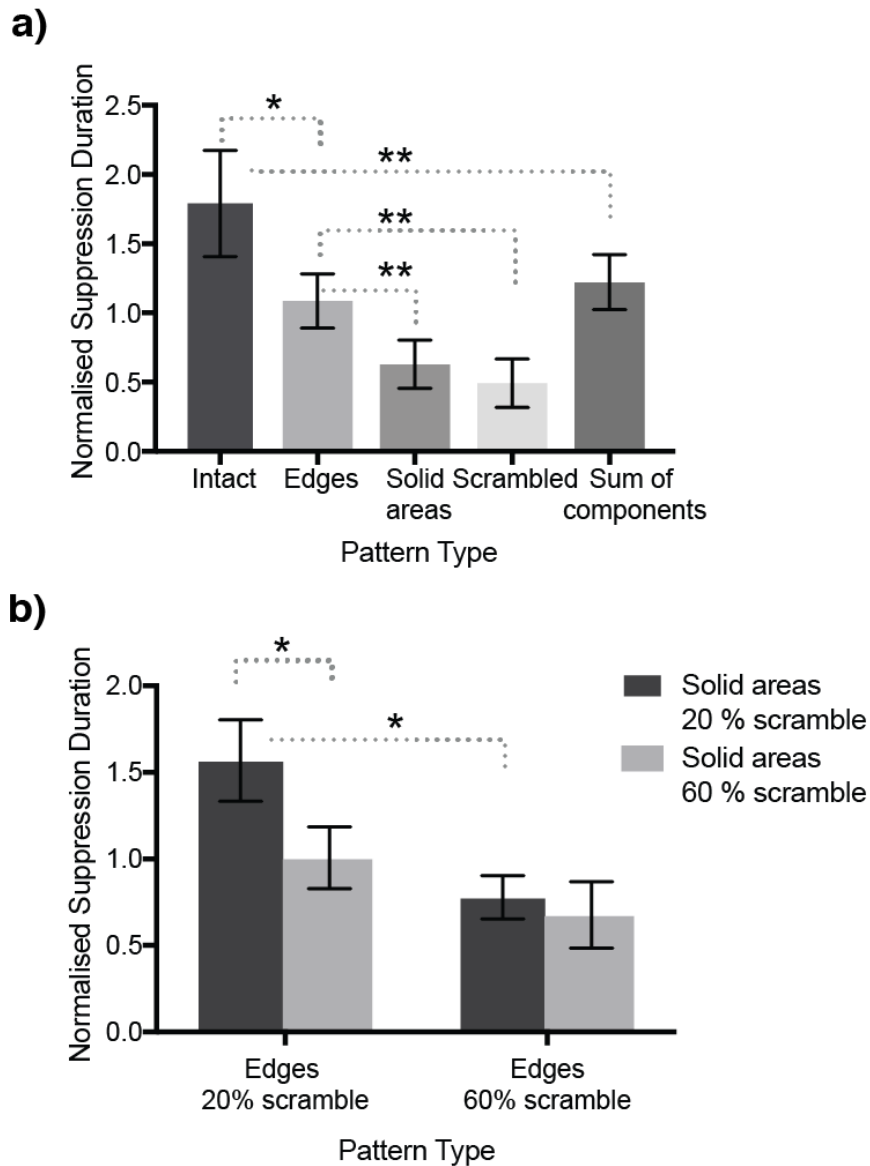 a)
Normalised Suppression Duration
2.5
2.0
1.5
1.0
0.5
0.0
*
**
**
**
Intact Edges Solid Scrambled Sum of
areas components
Pattern Type
b)
Normalised Suppression Duration
2.0
1.5
1.0
0.5
0.0
*
*
Solid areas
20 % scramble
Solid areas
60 % scramble
Edges Edges
20% scramble 60% scramble
Pattern Type